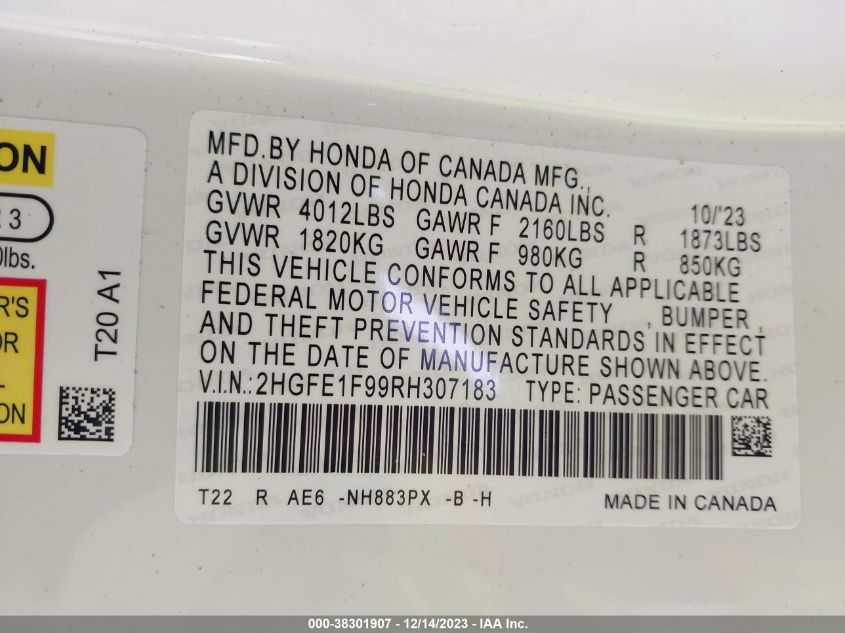 ON
23
0lbs.
R'S
OR
-
ION
T20 A1
MFD.BY HONDA OF CANADA MFG.,
A DIVISION OF HONDA CANADA INC. 10/'23
GVWR 4012LBS GAWR F 2160LBS R 1873LBS
GVWR 1820KG GAWR F 980KG R 850KG
THIS VEHICLE CONFORMS TO ALL APPLICABLE
FEDERAL MOTOR VEHICLE SAFETY , BUMPER ,
AND THEFT PREVENTION STANDARDS IN EFFECT
ON THE DATE OF MANUFACTURE SHOWN ABOVE.
V.I.N.:2HGFE1F99RH307183 TYPE: PASSENGER CAR
T22 R AE6 -NH883PX -B -H MADE IN CANADA
000-38301907 - 12/14/2023 - IAA Inc.